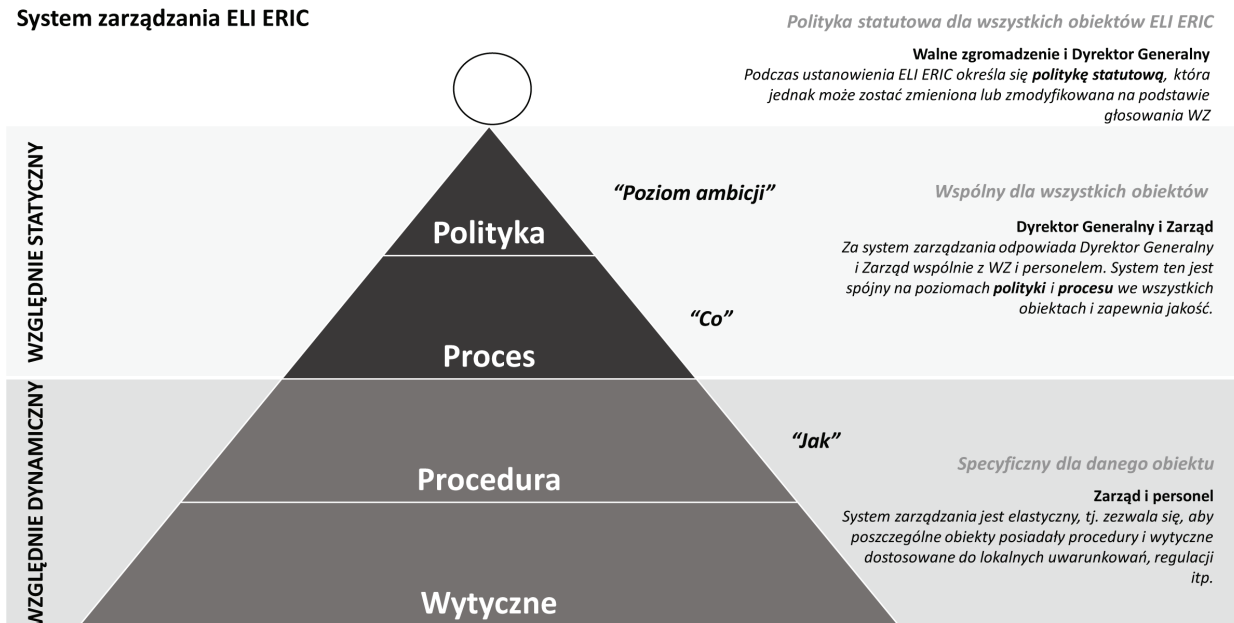 System zarządzania ELI ERIC
Polityka statutowa dla wszystkich obiektów ELI ERIC
Walne zgromadzenie i Dyrektor Generalny
Podczas ustanowienia ELI ERIC określa się politykę statutową, która
jednak może zostać zmieniona lub zmodyfikowana na podstawie
głosowania WZ
WZGLĘDNIE STATYCZNY
“Poziom ambicji”
Wspólny dla wszystkich obiektów
Dyrektor Generalny i Zarząd
Za system zarządzania odpowiada Dyrektor Generalny
i Zarząd wspólnie z WZ i personelem. System ten jest
spójny na poziomach polityki i procesu we wszystkich
obiektach i zapewnia jakość.
Polityka
“Co”
Proces
WZGLĘDNIE DYNAMICZNY
“Jak”
Specyficzny dla danego obiektu
Zarząd i personel
System zarządzania jest elastyczny, tj. zezwala się, aby
poszczególne obiekty posiadały procedury i wytyczne
dostosowane do lokalnych uwarunkowań, regulacji
itp.
Procedura
Wytyczne